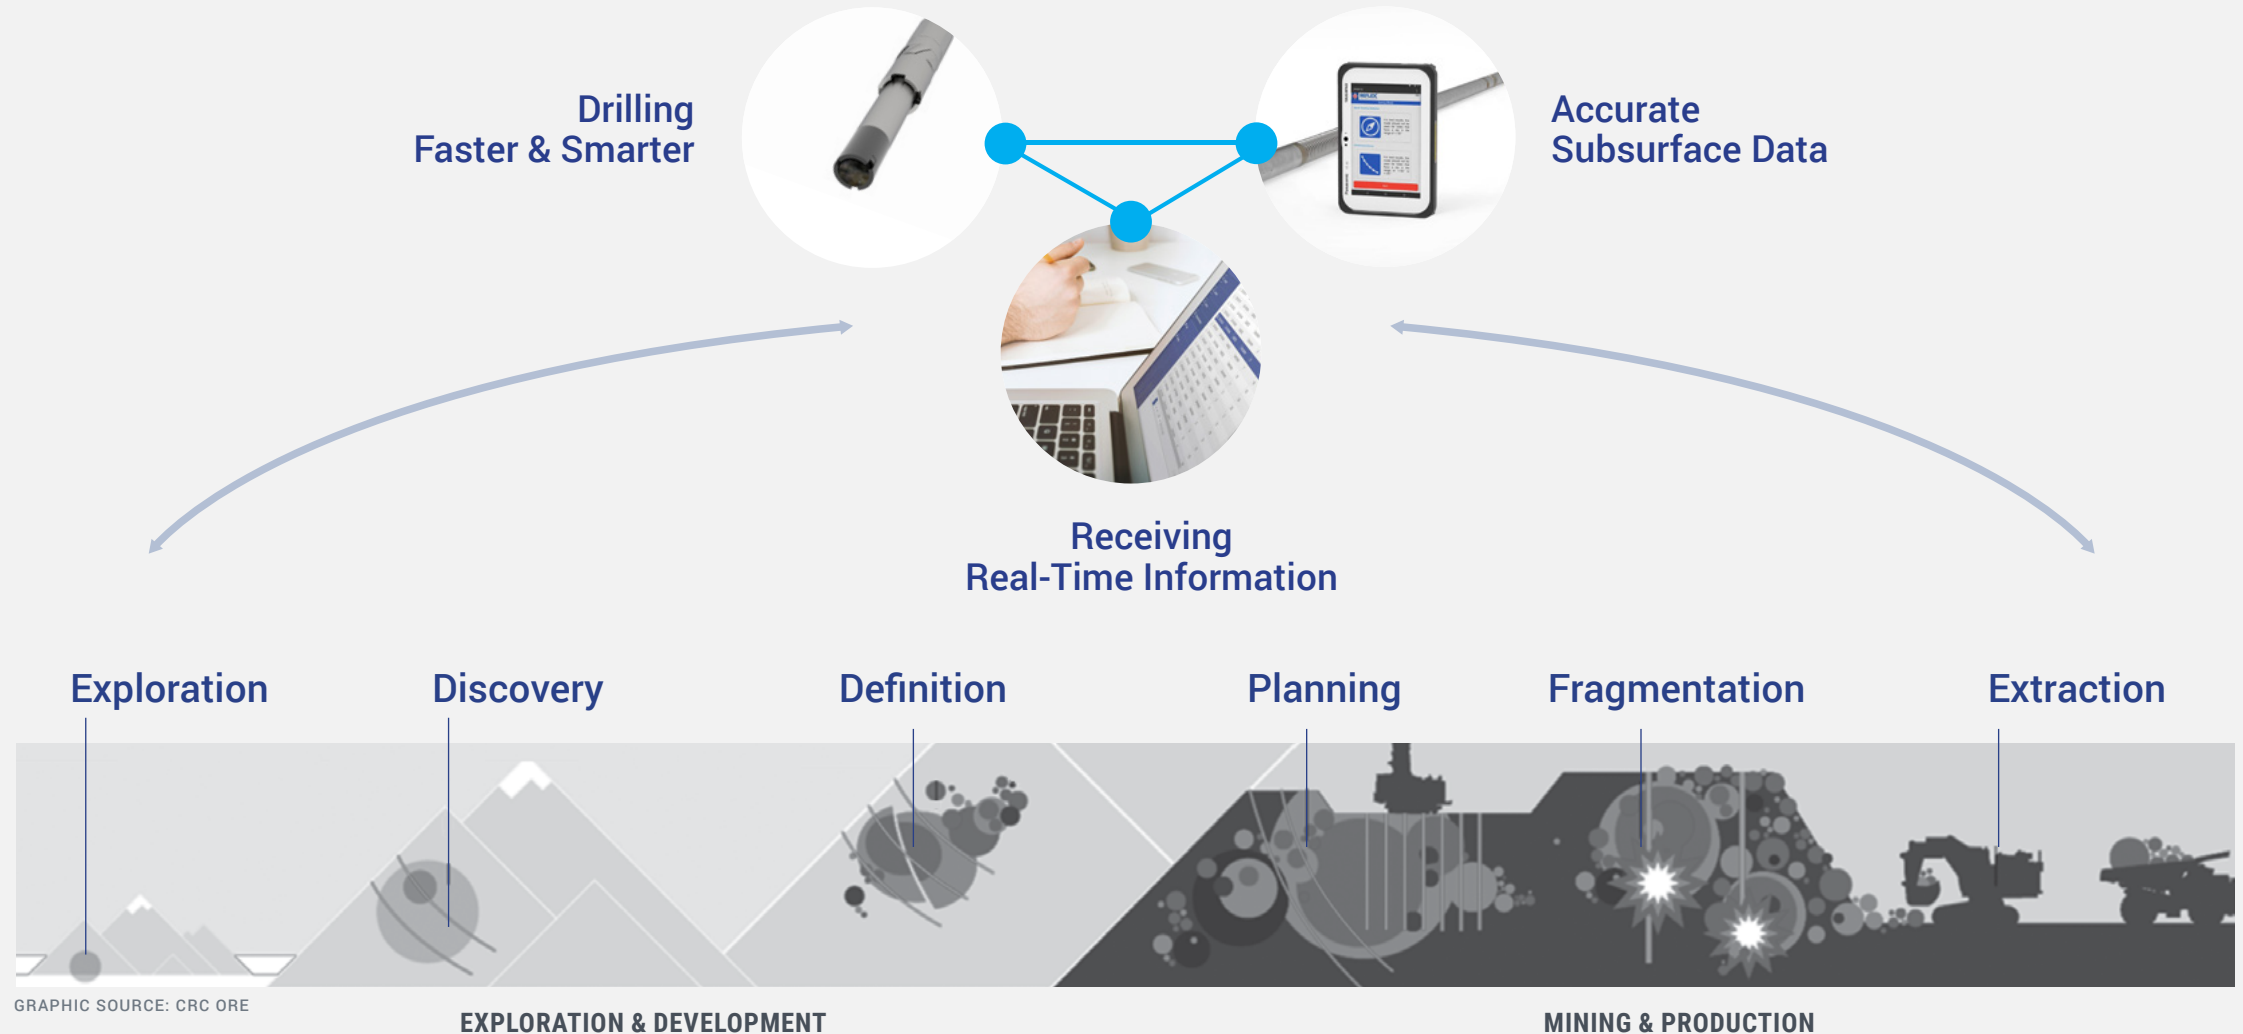 Drilling
Faster & Smarter
Accurate
Subsurface Data
Receiving
Real-Time Information
Exploration
Discovery
Definition
Planning
Fragmentation
Extraction
GRAPHIC SOURCE: CRC ORE
EXPLORATION & DEVELOPMENT
MINING & PRODUCTION